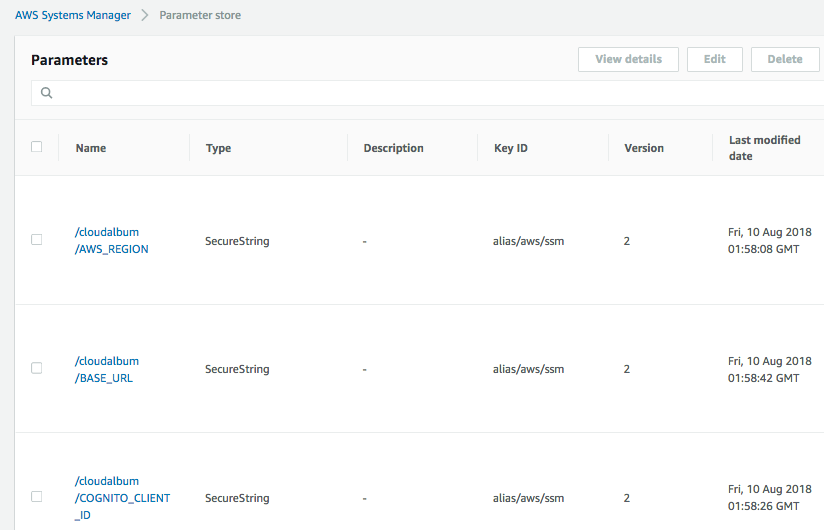 AWS Systems Manager > Parameter store
Parameters
View details
Edit
Delete
Name
Type
Description
Key ID
Version
Last modified
date
/cloudalbum
/AWS_REGION
SecureString
-
alias/aws/ssm
2
Fri, 10 Aug 2018
01:58:08 GMT
/cloudalbum
/BASE_URL
SecureString
-
alias/aws/ssm
2
Fri, 10 Aug 2018
01:58:42 GMT
/cloudalbum
/COGNITO_CLIENT
_ID
SecureString
-
alias/aws/ssm
2
Fri, 10 Aug 2018
01:58:26 GMT